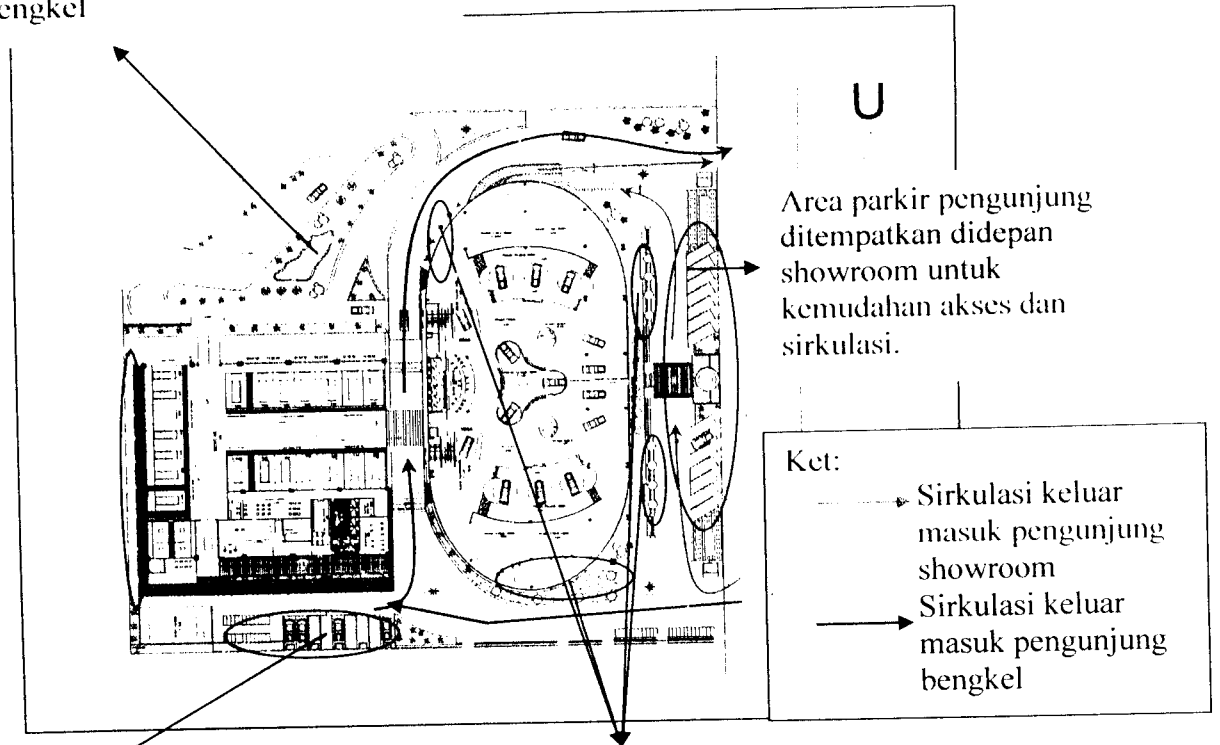 engkel
U
Area parkir pengunjung
ditempatkan didepan
showroom untuk
kemudahan akses dan
sirkulasi.
Ket:
Sirkulasi keluar
masuk pengunjung
showroom
Sirkulasi keluar
masuk pengunjung
bengkel